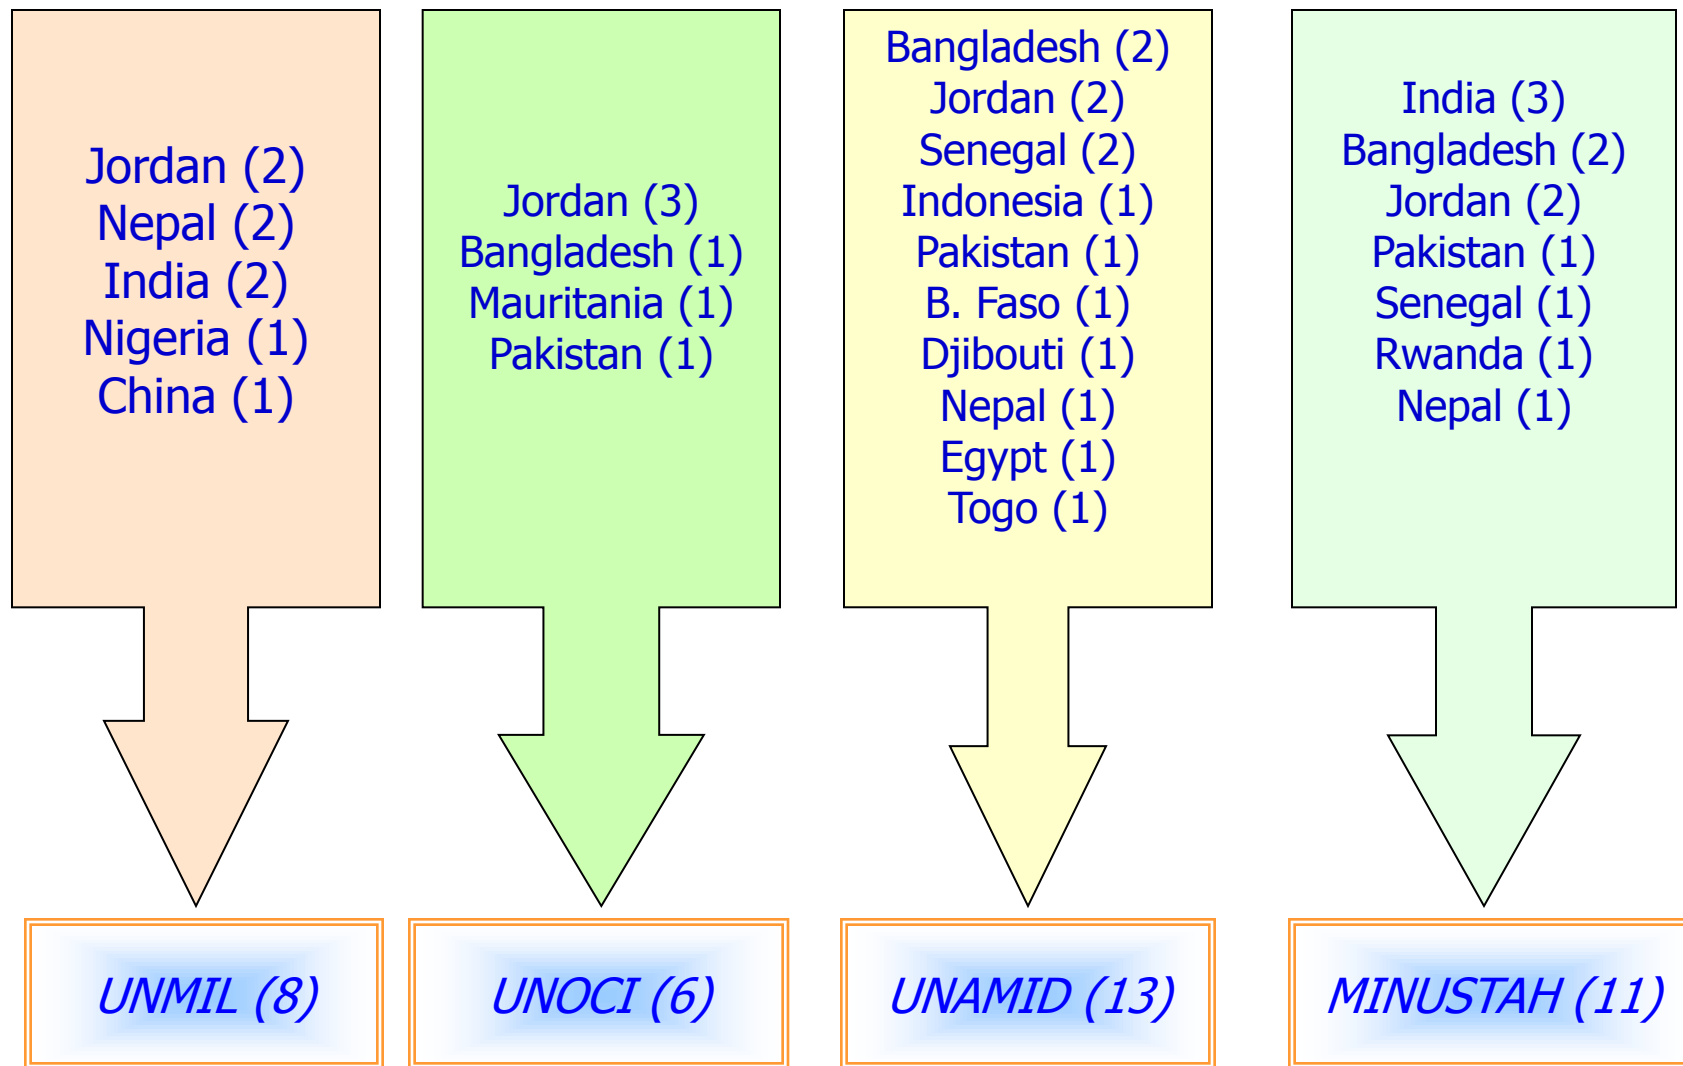 Jordan (2)
Nepal (2)
India (2)
Nigeria (1)
China (1)
Jordan (3)
Bangladesh (1)
Mauritania (1)
Pakistan (1)
Bangladesh (2)
Jordan (2)
Senegal (2)
Indonesia (1)
Pakistan (1)
B. Faso (1)
Djibouti (1)
Nepal (1)
Egypt (1)
Togo (1)
India (3)
Bangladesh (2)
Jordan (2)
Pakistan (1)
Senegal (1)
Rwanda (1)
Nepal (1)
UNMIL (8)
UNOCI (6)
UNAMID (13)
MINUSTAH (11)